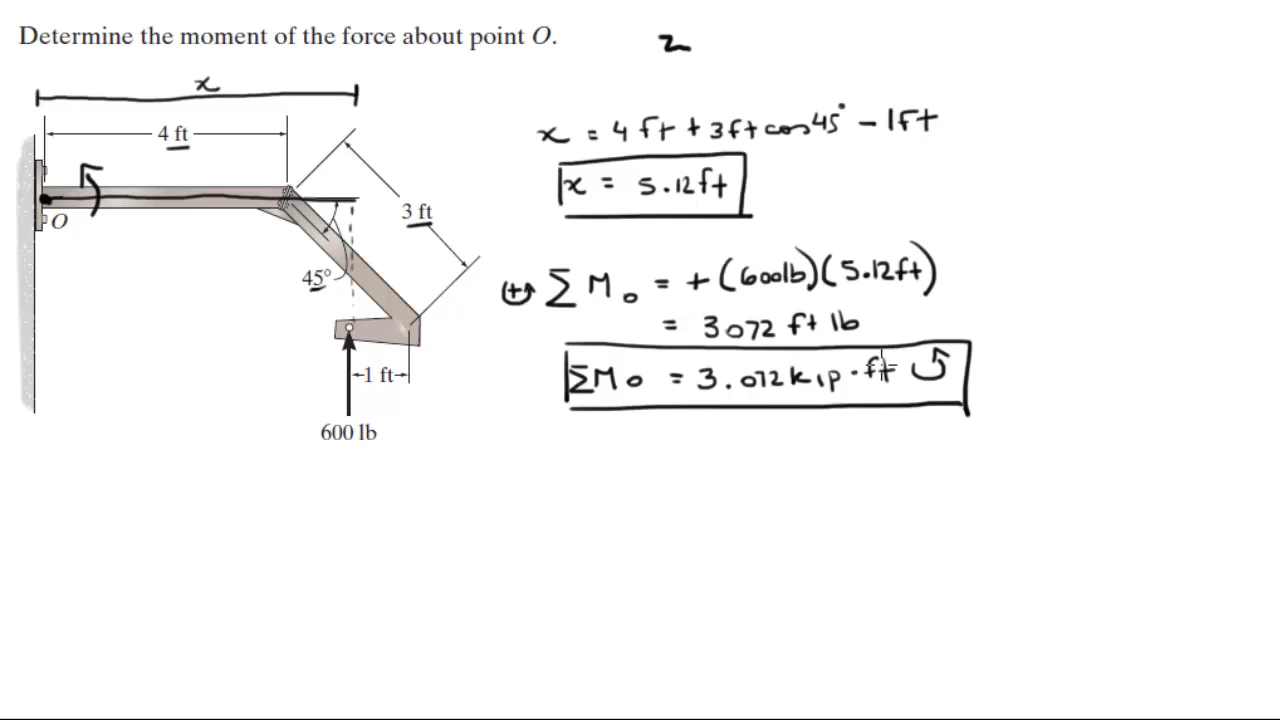 Determine the moment of the force about point O.
x
4 ft
O
3 ft
45°
1 ft
600 lb
x = 4 ft + 3 ft cos 45° - 1 ft
x = 5.12 ft
(+↺) Σ M₀ = + (600 lb)(5.12 ft)
= 3072 ft lb
ΣM₀ = 3.072 kip · ft ↺